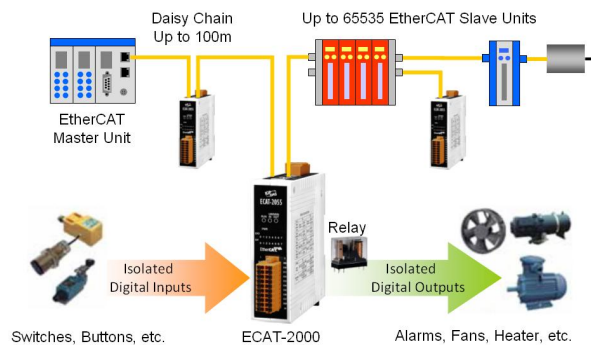 Daisy Chain
Up to 100m
Up to 65535 EtherCAT Slave Units
EtherCAT
Master Unit
ECAT-2055
Relay
Isolated
Digital Inputs
Isolated
Digital Outputs
Switches, Buttons, etc.
ECAT-2000
Alarms, Fans, Heater, etc.